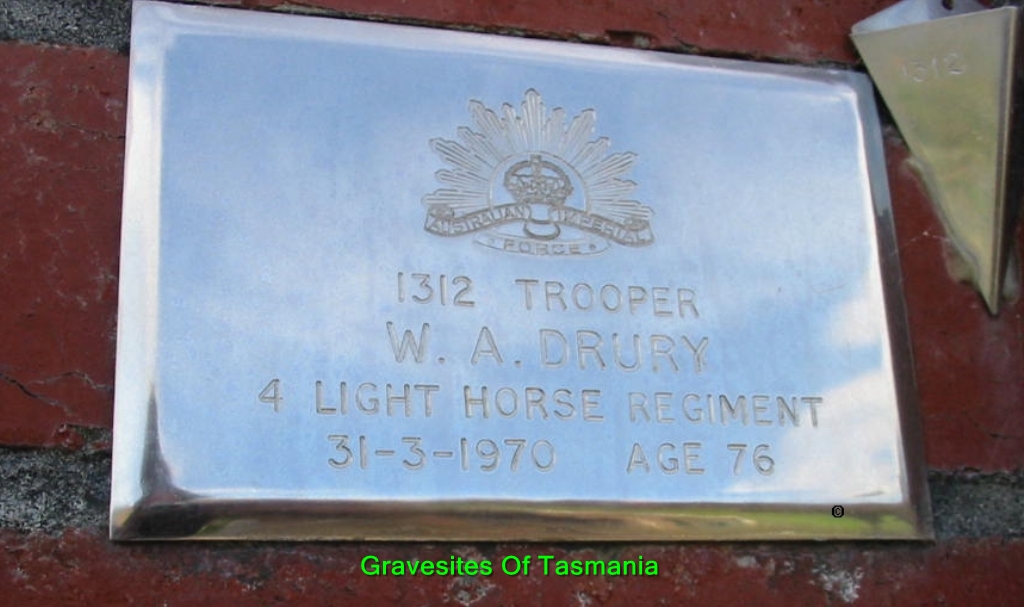 1312
AUSTRALIAN IMPERIAL
FORCE
1312 TROOPER
W. A. DRURY
4 LIGHT HORSE REGIMENT
31-3-1970 AGE 76
©
Gravesites Of Tasmania